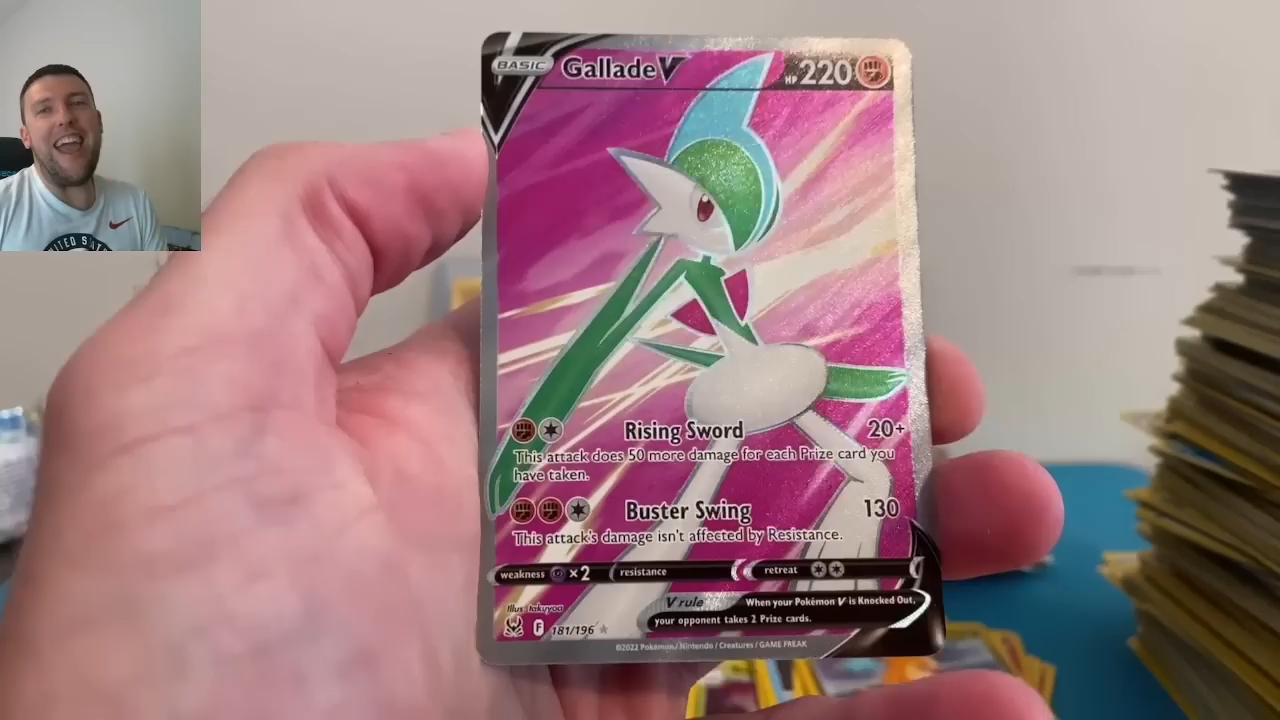 BASIC
Gallade V
HP 220
Rising Sword 20+
This attack does 50 more damage for each Prize card you
have taken.
Buster Swing 130
This attack's damage isn't affected by Resistance.
weakness ×2 resistance retreat
V rule When your Pokémon V is Knocked Out,
your opponent takes 2 Prize cards.
Illus. takuyoa
F 181/196 ★
©2022 Pokémon / Nintendo / Creatures / GAME FREAK
UNITED STA